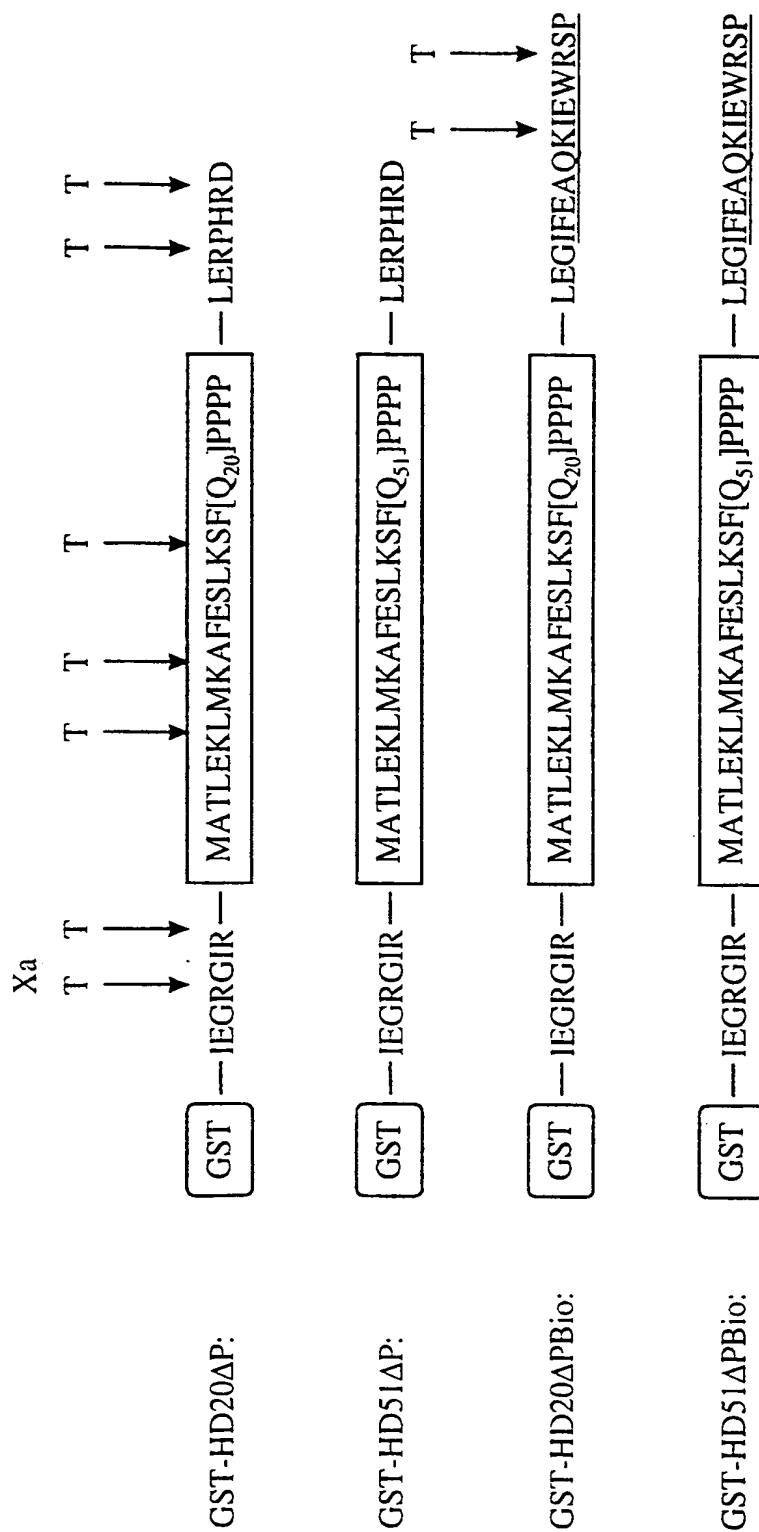 Xa
T T T T T T T
GST-HD20ΔP: GST — IEGRGIR — MATLEKLMKAFESLKSF[Q20]PPPP — LERPHRD
GST-HD51ΔP: GST — IEGRGIR — MATLEKLMKAFESLKSF[Q51]PPPP — LERPHRD
T T
GST-HD20ΔPBio: GST — IEGRGIR — MATLEKLMKAFESLKSF[Q20]PPPP — LEGIFEAQKIEWRSP
GST-HD51ΔPBio: GST — IEGRGIR — MATLEKLMKAFESLKSF[Q51]PPPP — LEGIFEAQKIEWRSP